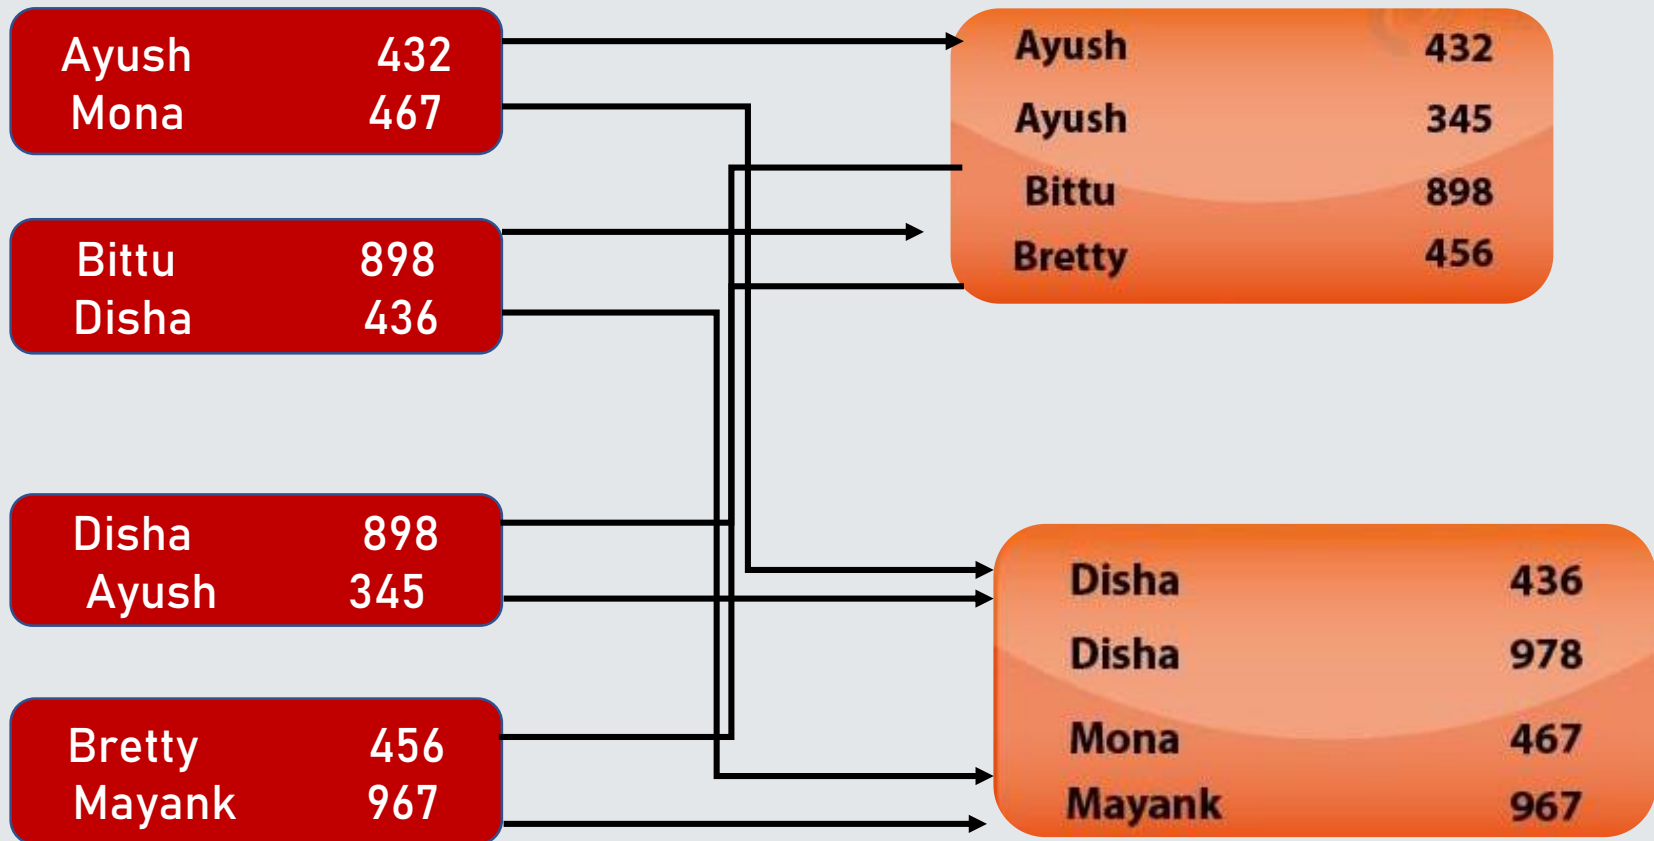 Ayush 432
Mona 467
Bittu 898
Disha 436
Disha 898
Ayush 345
Bretty 456
Mayank 967
Ayush 432
Ayush 345
Bittu 898
Bretty 456
Disha 436
Disha 978
Mona 467
Mayank 967